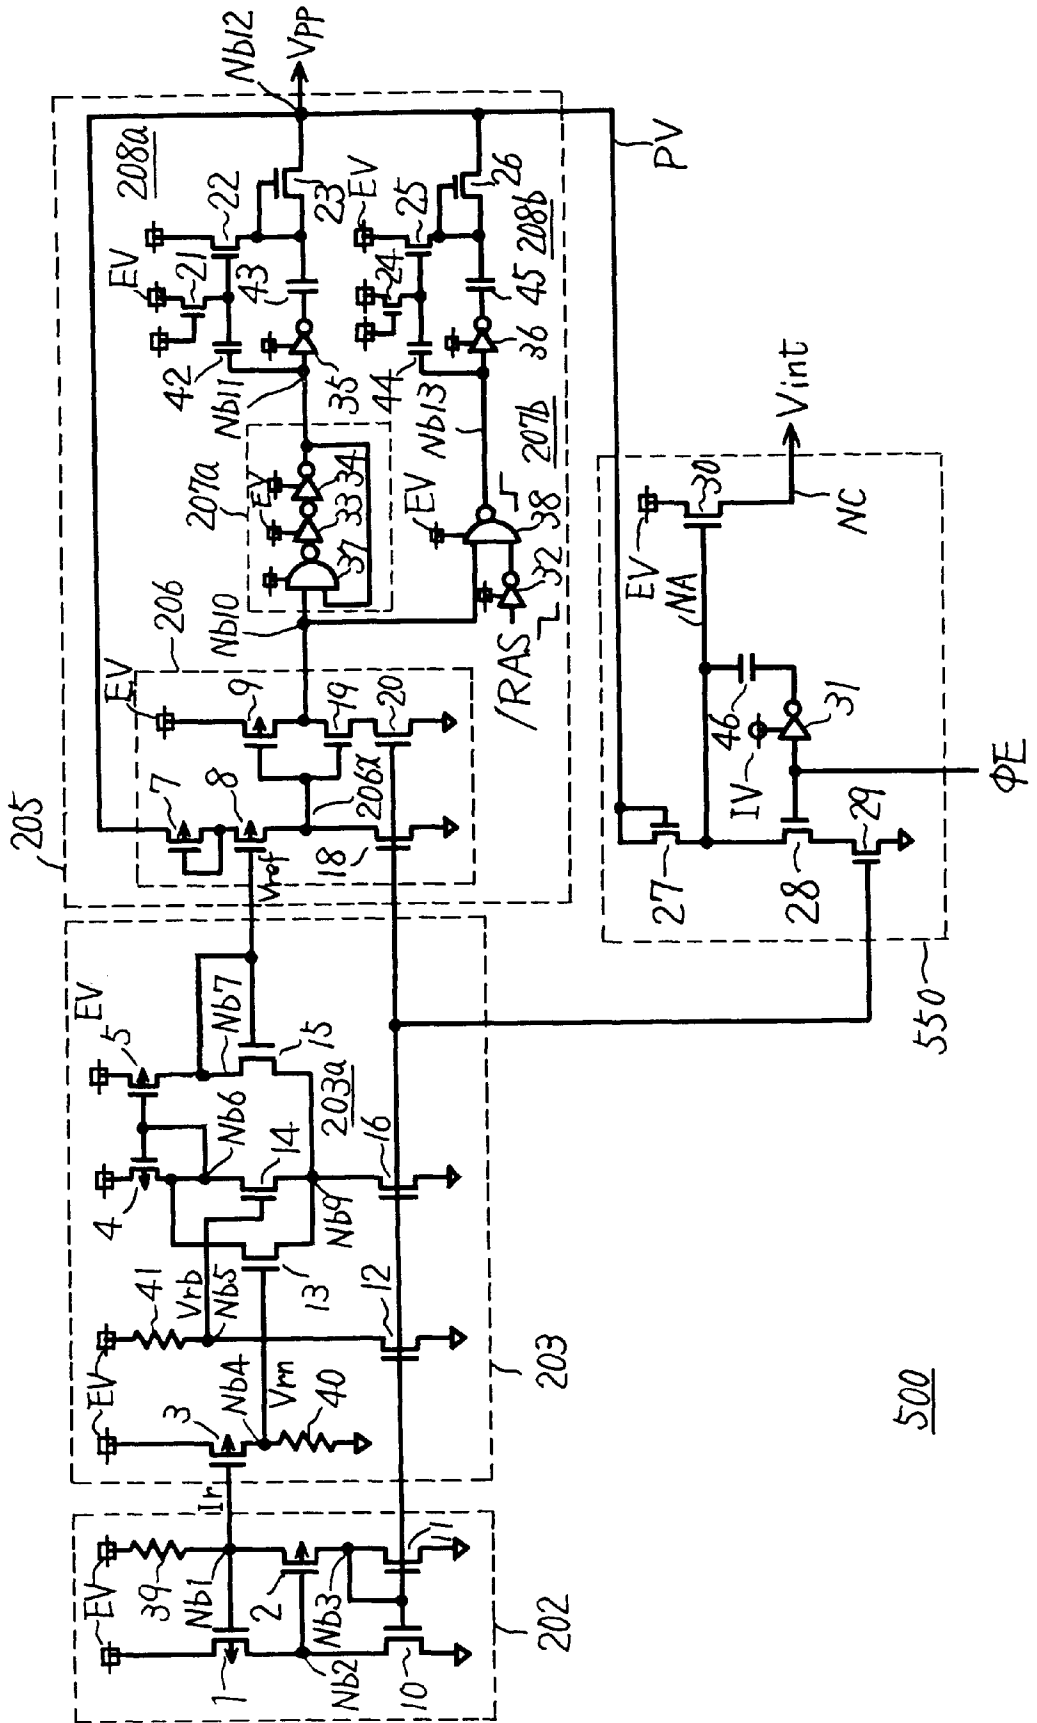 205
EV
206
7
8
9
Vref
206x
18
19
20
Nb10
207a
EV
37
33
34
Nb11
42
EV
21
22
208a
43
35
23
Nb12
VPP
/RAS
32
EV
38
207b
Nb13
44
24
25
EV
36
45
208b
26
PV
EV
EV
EV
EV
39
Nb1
Ir
1
2
Nb2
Nb3
10
11
202
3
Nb4
Vrn
40
41
Vrb
Nb5
4
5
Nb6
Nb7
13
14
15
203a
Nb9
12
16
203
27
28
29
IV
46
31
ΦE
NA
EV
30
NC
Vint
550
500